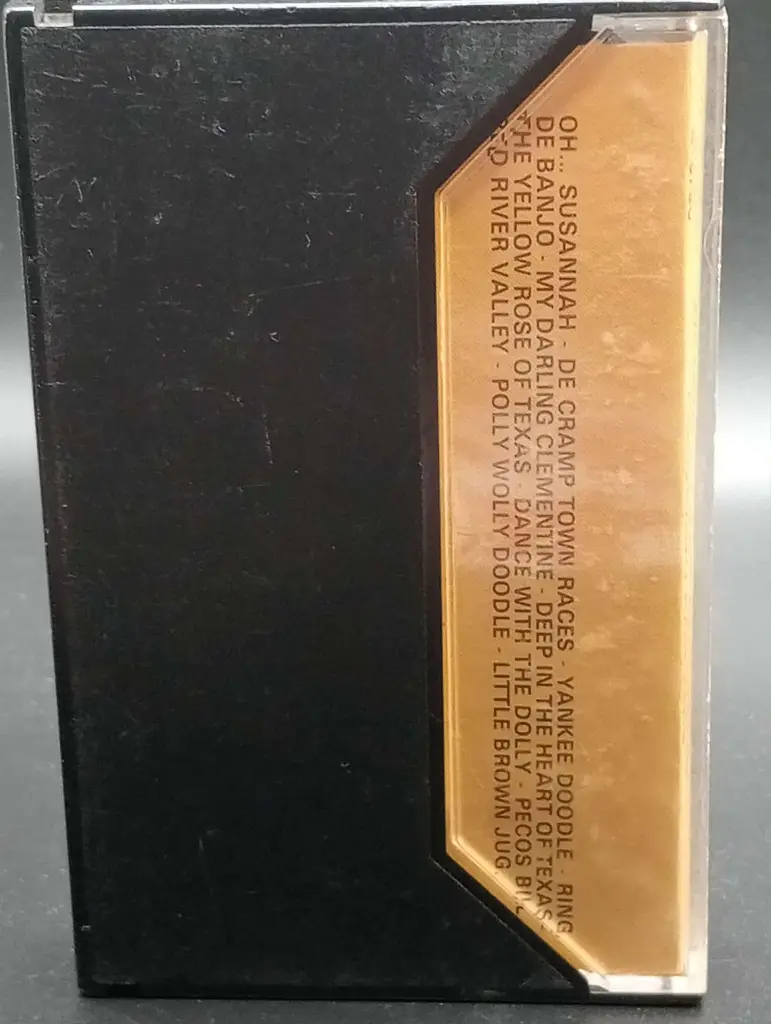 OH... SUSANNAH - DE CRAMP TOWN RACES - YANKEE DOODLE - RING,
DE BANJO - MY DARLING CLEMENTINE - DEEP IN THE HEART OF TEXAS-
THE YELLOW ROSE OF TEXAS - DANCE WITH THE DOLLY - PECOS BILL
RED RIVER VALLEY - POLLY WOLLY DOODLE - LITTLE BROWN JUG.